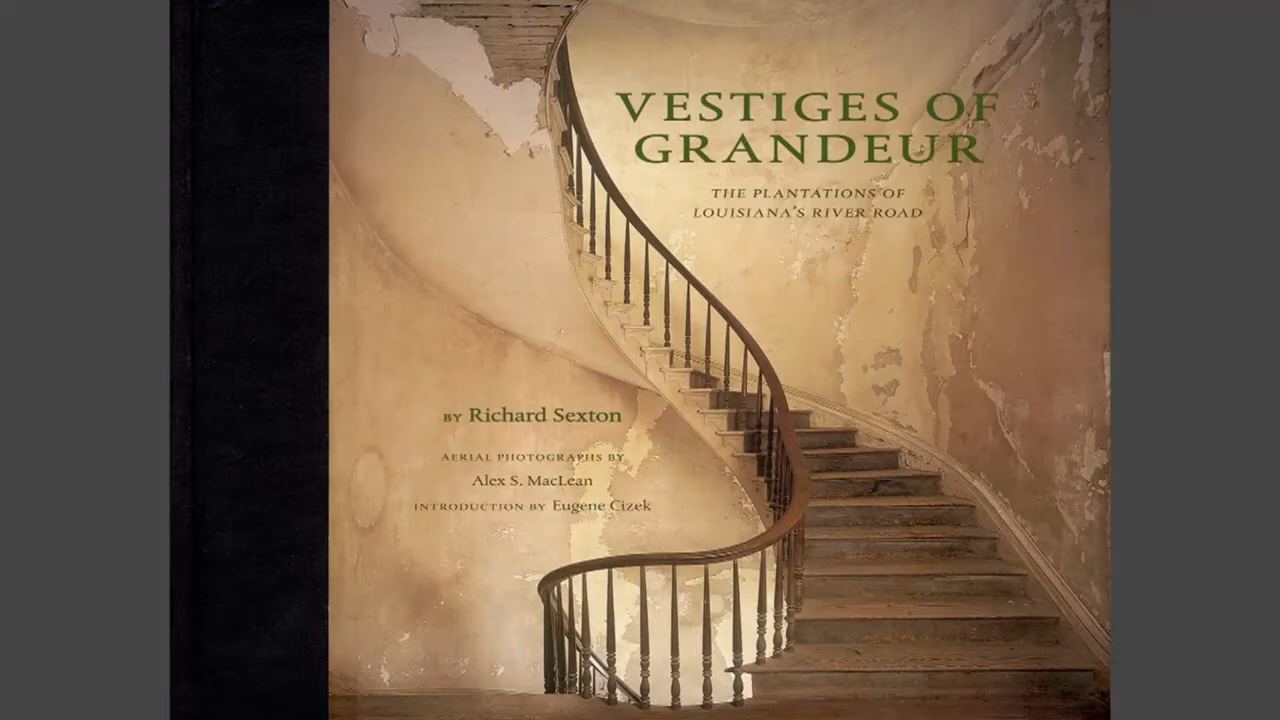 VESTIGES OF
GRANDEUR
THE PLANTATIONS OF
LOUISIANA'S RIVER ROAD
BY Richard Sexton
AERIAL PHOTOGRAPHS BY
Alex S. MacLean
INTRODUCTION BY Eugene Cizek